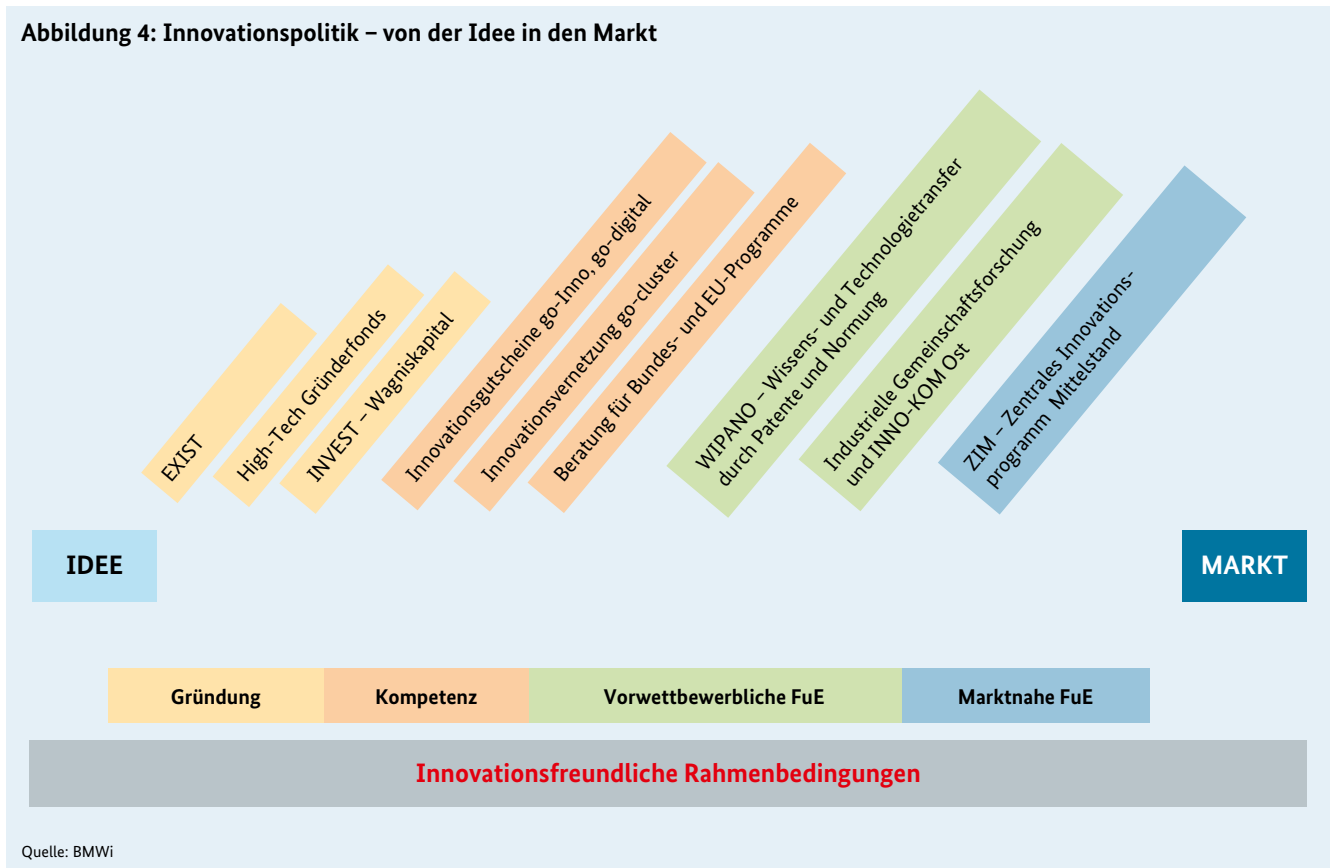 Abbildung 4: Innovationspolitik – von der Idee in den Markt
EXIST
High-Tech Gründerfonds
INVEST – Wagniskapital
Innovationsgutscheine go-Inno, go-digital
Innovationsvernetzung go-cluster
Beratung für Bundes- und EU-Programme
WIPANO – Wissens- und Technologietransfer
durch Patente und Normung
Industrielle Gemeinschaftsforschung
und INNO-KOM Ost
ZIM – Zentrales Innovations-
programm Mittelstand
IDEE
MARKT
Gründung
Kompetenz
Vorwettbewerbliche FuE
Marktnahe FuE
Innovationsfreundliche Rahmenbedingungen
Quelle: BMWi